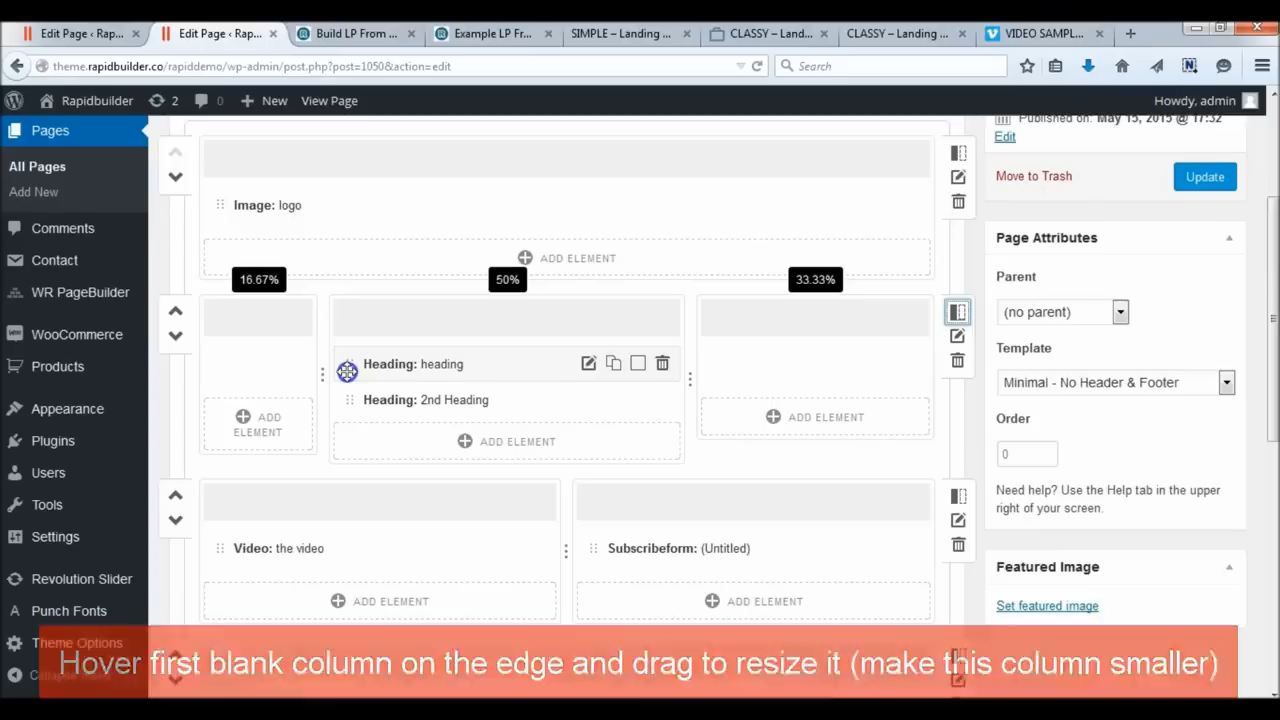 Edit Page ‹ Rap...
Edit Page ‹ Rap...
Build LP From ...
Example LP Fr...
SIMPLE – Landing ...
CLASSY – Land...
CLASSY – Landing ...
VIDEO SAMPL...
theme.rapidbuilder.co/rapiddemo/wp-admin/post.php?post=1050&action=edit
Search
Rapidbuilder
2
0
New
View Page
Howdy, admin
Pages
All Pages
Add New
Comments
Contact
WR PageBuilder
WooCommerce
Products
Appearance
Plugins
Users
Tools
Settings
Revolution Slider
Punch Fonts
Theme Options
Image: logo
ADD ELEMENT
16.67%
50%
33.33%
Heading: heading
Heading: 2nd Heading
ADD
ELEMENT
ADD ELEMENT
ADD ELEMENT
Video: the video
Subscribeform: (Untitled)
ADD ELEMENT
ADD ELEMENT
Published on: May 15, 2015 @ 17:32
Edit
Move to Trash
Update
Page Attributes
Parent
(no parent)
Template
Minimal - No Header & Footer
Order
0
Need help? Use the Help tab in the upper
right of your screen.
Featured Image
Set featured image
Hover first blank column on the edge and drag to resize it (make this column smaller)